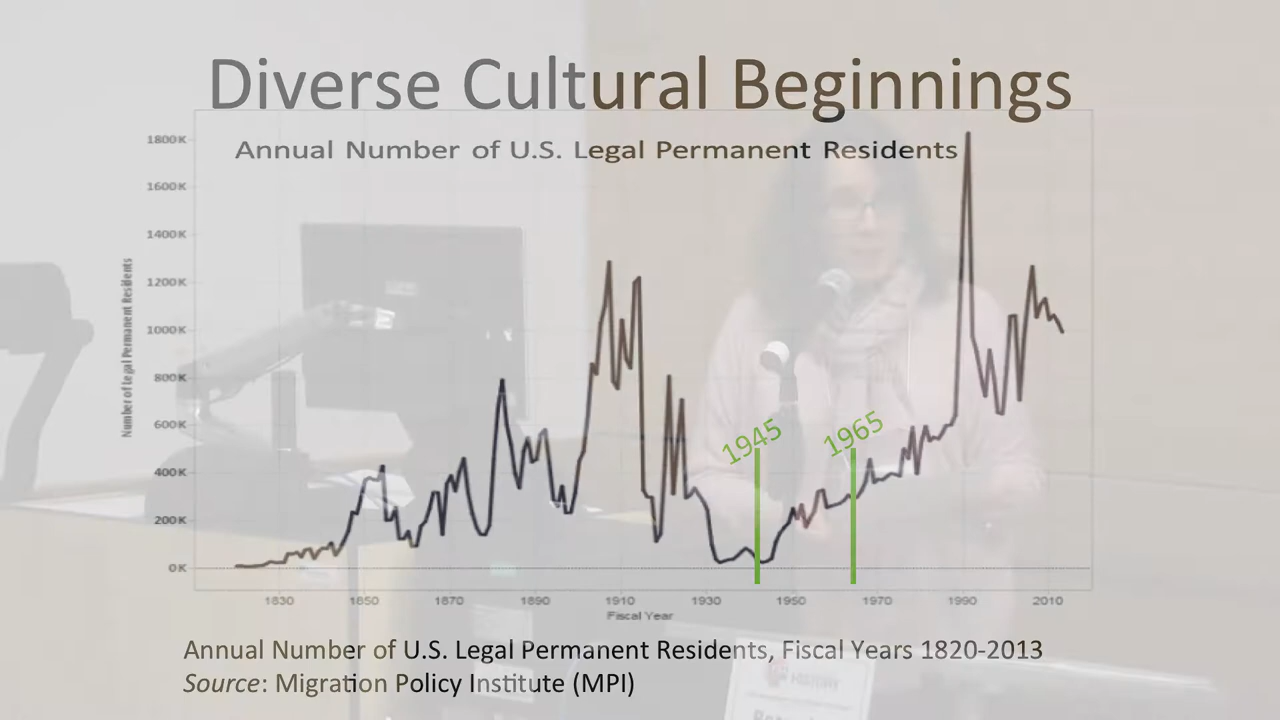 Diverse Cultural Beginnings
Annual Number of U.S. Legal Permanent Residents
Number of Legal Permanent Residents
1800K
1600K
1400K
1200K
1000K
800K
600K
400K
200K
0K
1945
1965
1830 1850 1870 1890 1910 1930 1950 1970 1990 2010
Fiscal Year
Annual Number of U.S. Legal Permanent Residents, Fiscal Years 1820-2013
Source: Migration Policy Institute (MPI)
HISTORY